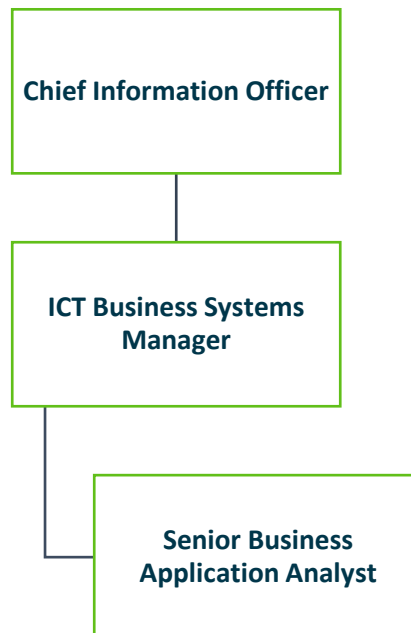 Chief Information Officer
ICT Business Systems
Manager
Senior Business
Application Analyst